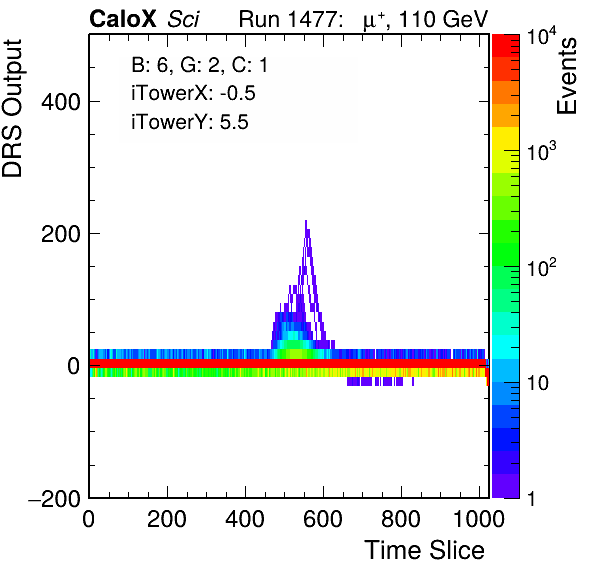 CaloX Sci Run 1477: μ⁺, 110 GeV
B: 6, G: 2, C: 1
iTowerX: -0.5
iTowerY: 5.5
DRS Output
400
200
0
−200
0 200 400 600 800 1000
Time Slice
Events
10⁴
10³
10²
10
1